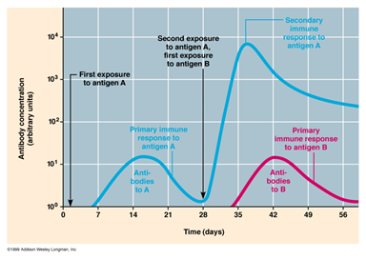 Secondary
immune
response to
antigen A
Second exposure
to antigen A,
first exposure
to antigen B
First exposure
to antigen A
Primary immune
response to
antigen A
Primary
immune response
to antigen B
Anti-
bodies
to A
Anti-
bodies
to B
Antibody concentration
(arbitrary units)
10⁴
10³
10²
10¹
10⁰
0 7 14 21 28 35 42 49 56
Time (days)
©1999 Addison Wesley Longman, Inc.